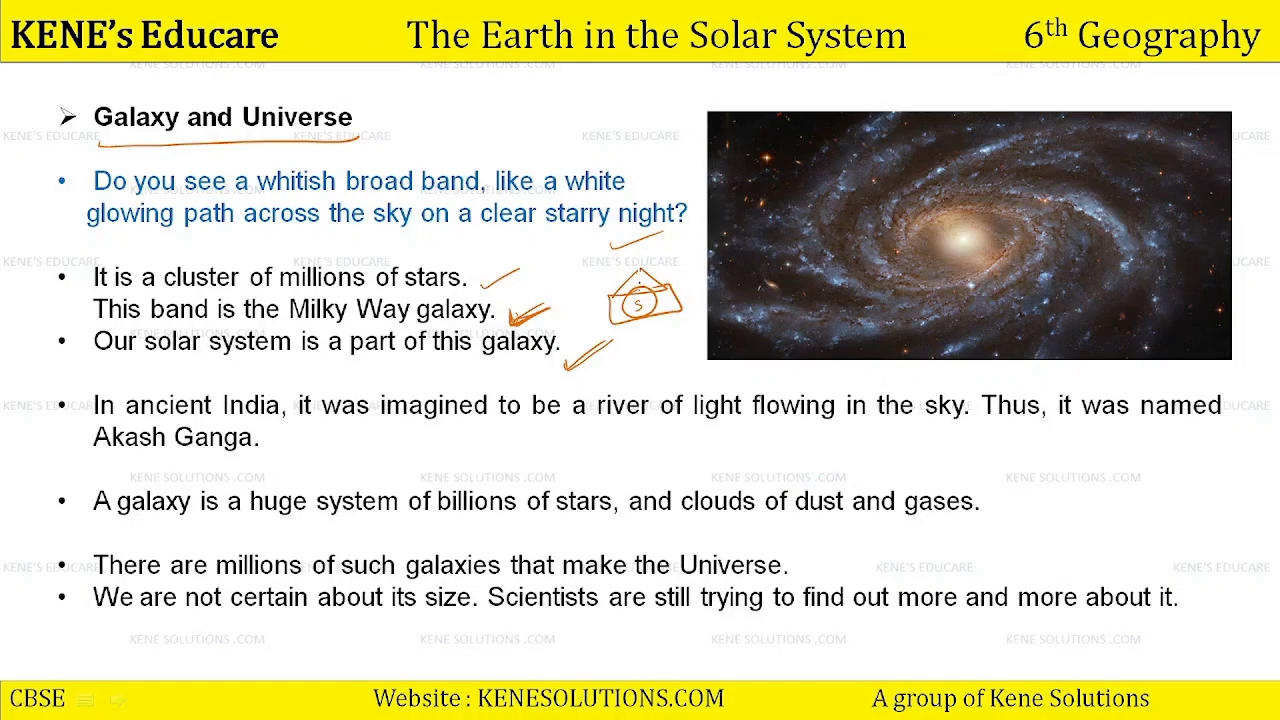 KENE's Educare The Earth in the Solar System 6th Geography
➢ Galaxy and Universe
• Do you see a whitish broad band, like a white
glowing path across the sky on a clear starry night?
• It is a cluster of millions of stars.
This band is the Milky Way galaxy.
S
• Our solar system is a part of this galaxy.
• In ancient India, it was imagined to be a river of light flowing in the sky. Thus, it was named
Akash Ganga.
• A galaxy is a huge system of billions of stars, and clouds of dust and gases.
• There are millions of such galaxies that make the Universe.
• We are not certain about its size. Scientists are still trying to find out more and more about it.
KENE'S EDUCARE
KENE SOLUTIONS .COM
CBSE Website : KENESOLUTIONS.COM A group of Kene Solutions